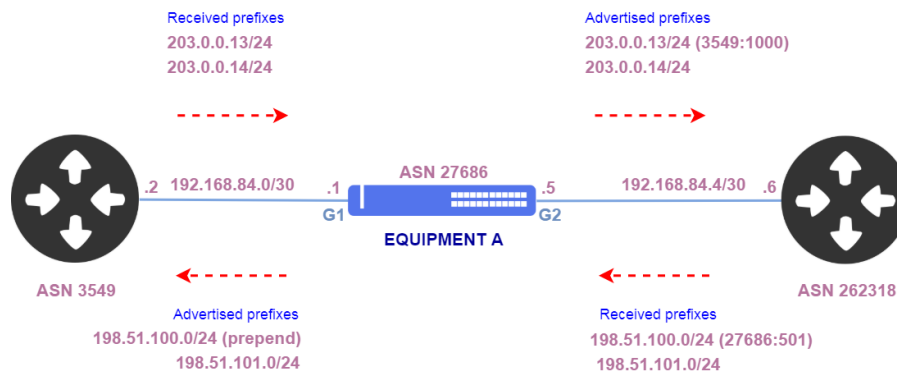 Received prefixes
203.0.0.13/24
203.0.0.14/24
Advertised prefixes
203.0.0.13/24 (3549:1000)
203.0.0.14/24
ASN 27686
.2
192.168.84.0/30
.1
.5
192.168.84.4/30
.6
G1
G2
EQUIPMENT A
ASN 3549
ASN 262318
Advertised prefixes
198.51.100.0/24 (prepend)
198.51.101.0/24
Received prefixes
198.51.100.0/24 (27686:501)
198.51.101.0/24